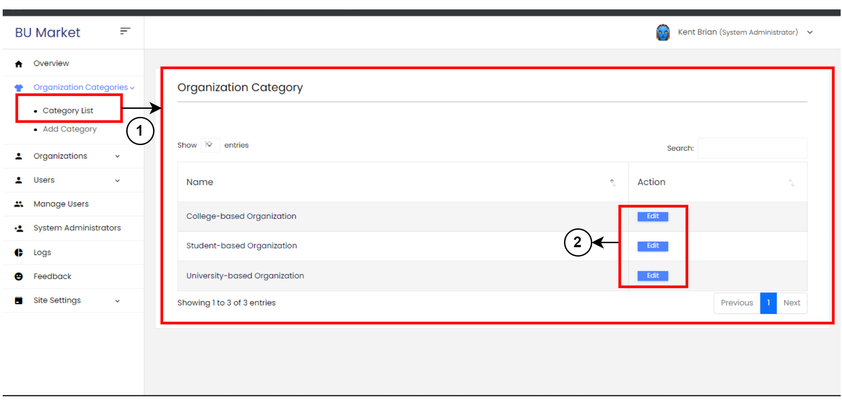 BU Market
Kent Brian (System Administrator)
Overview
Organization Categories
Category List
Add Category
Organizations
Users
Manage Users
System Administrators
Logs
Feedback
Site Settings
1
Organization Category
Show entries
Search:
Name Action
College-based Organization Edit
Student-based Organization Edit
University-based Organization Edit
2
Showing 1 to 3 of 3 entries
Previous 1 Next